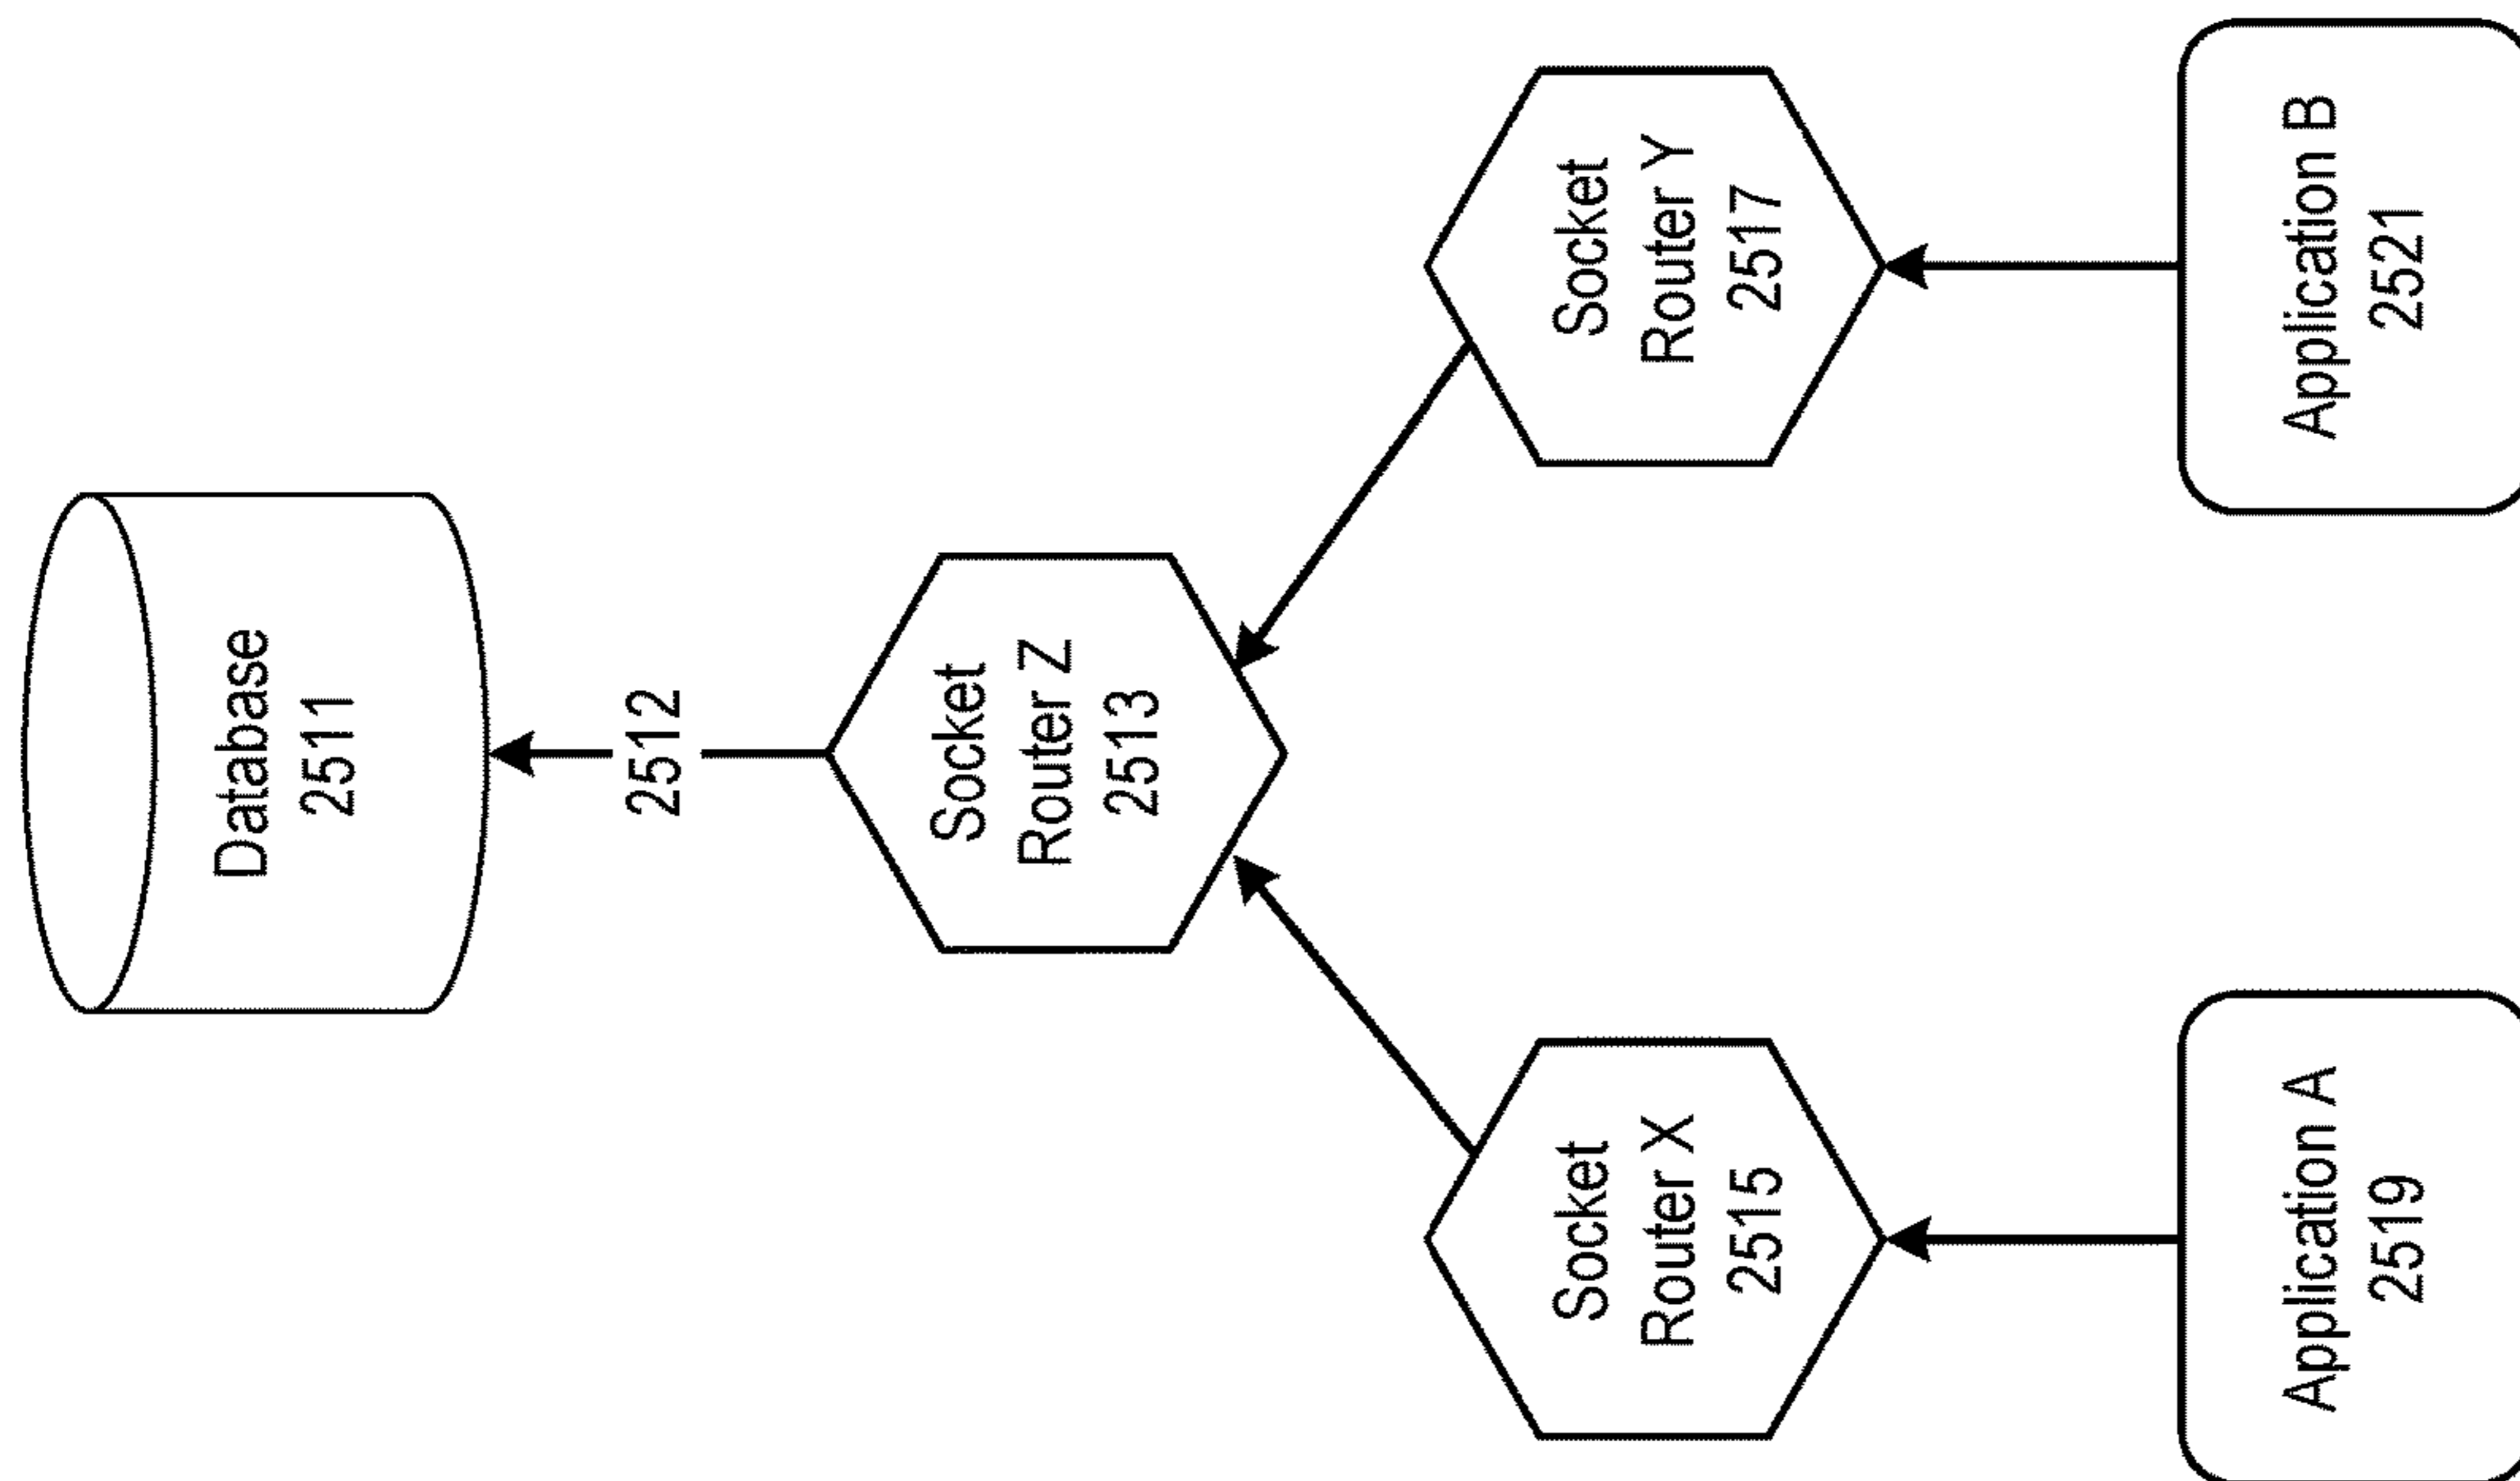 Database
2511
2512
Socket
Router Z
2513
Socket
Router X
2515
Socket
Router Y
2517
Application A
2519
Application B
2521